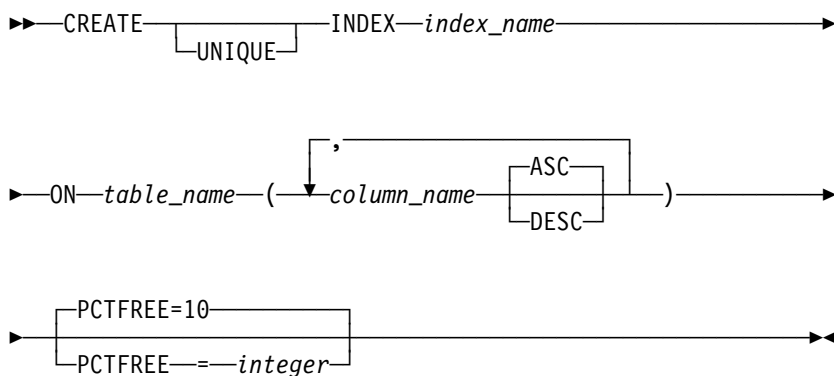 CREATE UNIQUE INDEX index_name
ON table_name ( , column_name ASC DESC )
PCTFREE=10
PCTFREE = integer